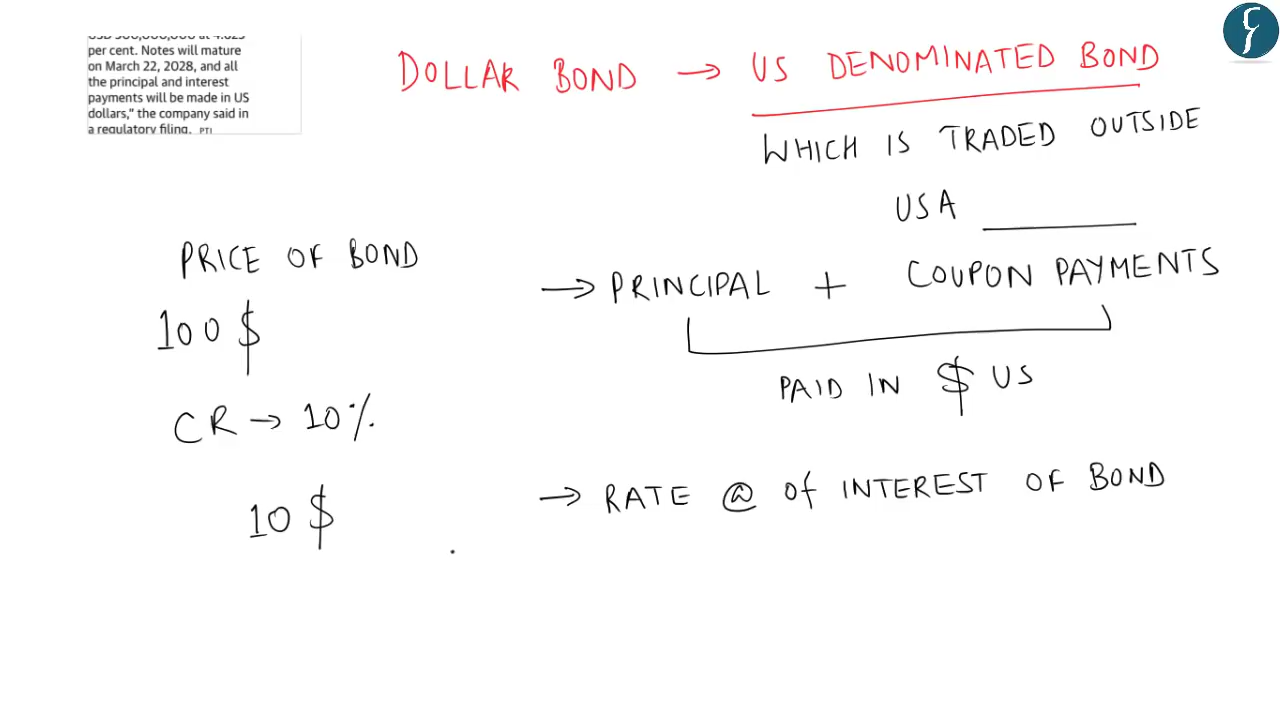 per cent. Notes will mature
on March 22, 2028, and all
the principal and interest
payments will be made in US
dollars," the company said in
a regulatory filing. PTI
DOLLAR BOND → US DENOMINATED BOND
WHICH IS TRADED OUTSIDE
USA
PRICE OF BOND
100 $
CR → 10%
10 $
→ PRINCIPAL + COUPON PAYMENTS
PAID IN $ US
→ RATE @ of INTEREST OF BOND